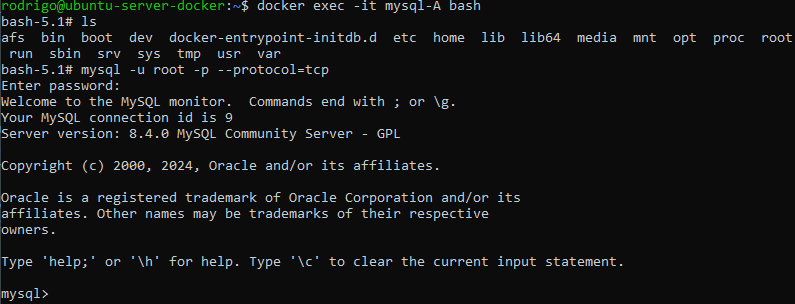 rodrigo@ubuntu-server-docker:~$ docker exec -it mysql-A bash
bash-5.1# ls
afs  bin  boot  dev  docker-entrypoint-initdb.d  etc  home  lib  lib64  media  mnt  opt  proc  root
 run  sbin  srv  sys  tmp  usr  var
bash-5.1# mysql -u root -p --protocol=tcp
Enter password:
Welcome to the MySQL monitor.  Commands end with ; or \g.
Your MySQL connection id is 9
Server version: 8.4.0 MySQL Community Server - GPL

Copyright (c) 2000, 2024, Oracle and/or its affiliates.

Oracle is a registered trademark of Oracle Corporation and/or its
affiliates. Other names may be trademarks of their respective
owners.

Type 'help;' or '\h' for help. Type '\c' to clear the current input statement.

mysql>